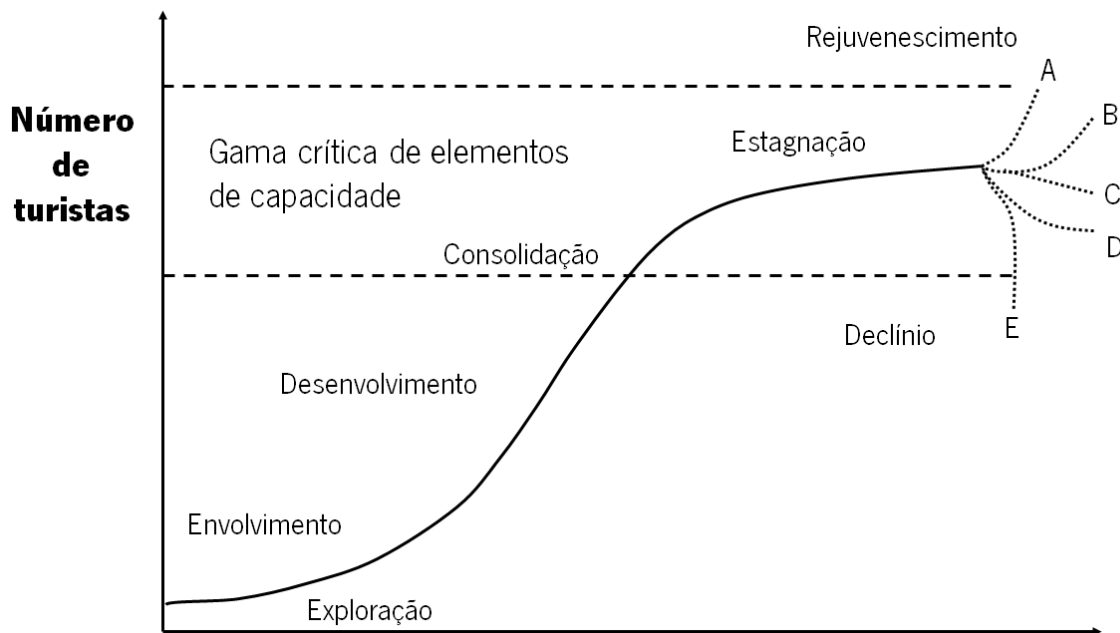 Rejuvenescimento
A
Número
de
turistas
B
Gama crítica de elementos
de capacidade
Estagnação
C
D
Consolidação
E
Declínio
Desenvolvimento
Envolvimento
Exploração